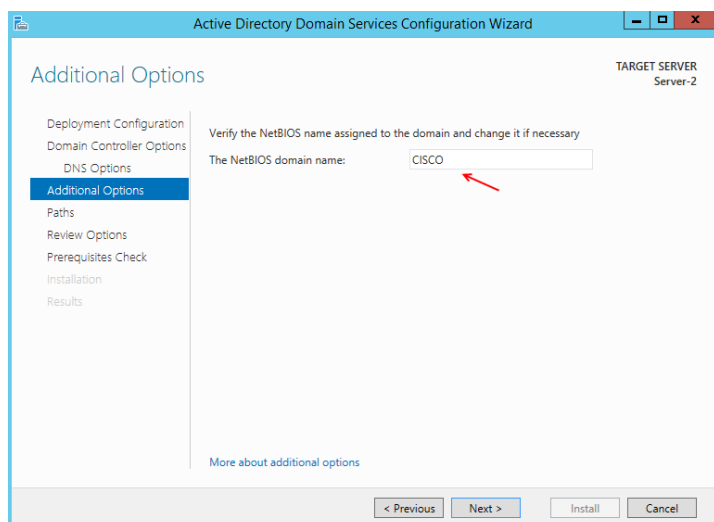 Active Directory Domain Services Configuration Wizard
Additional Options
TARGET SERVER
Server-2
Deployment Configuration
Domain Controller Options
DNS Options
Additional Options
Paths
Review Options
Prerequisites Check
Installation
Results
Verify the NetBIOS name assigned to the domain and change it if necessary
The NetBIOS domain name: CISCO
More about additional options
< Previous Next > Install Cancel